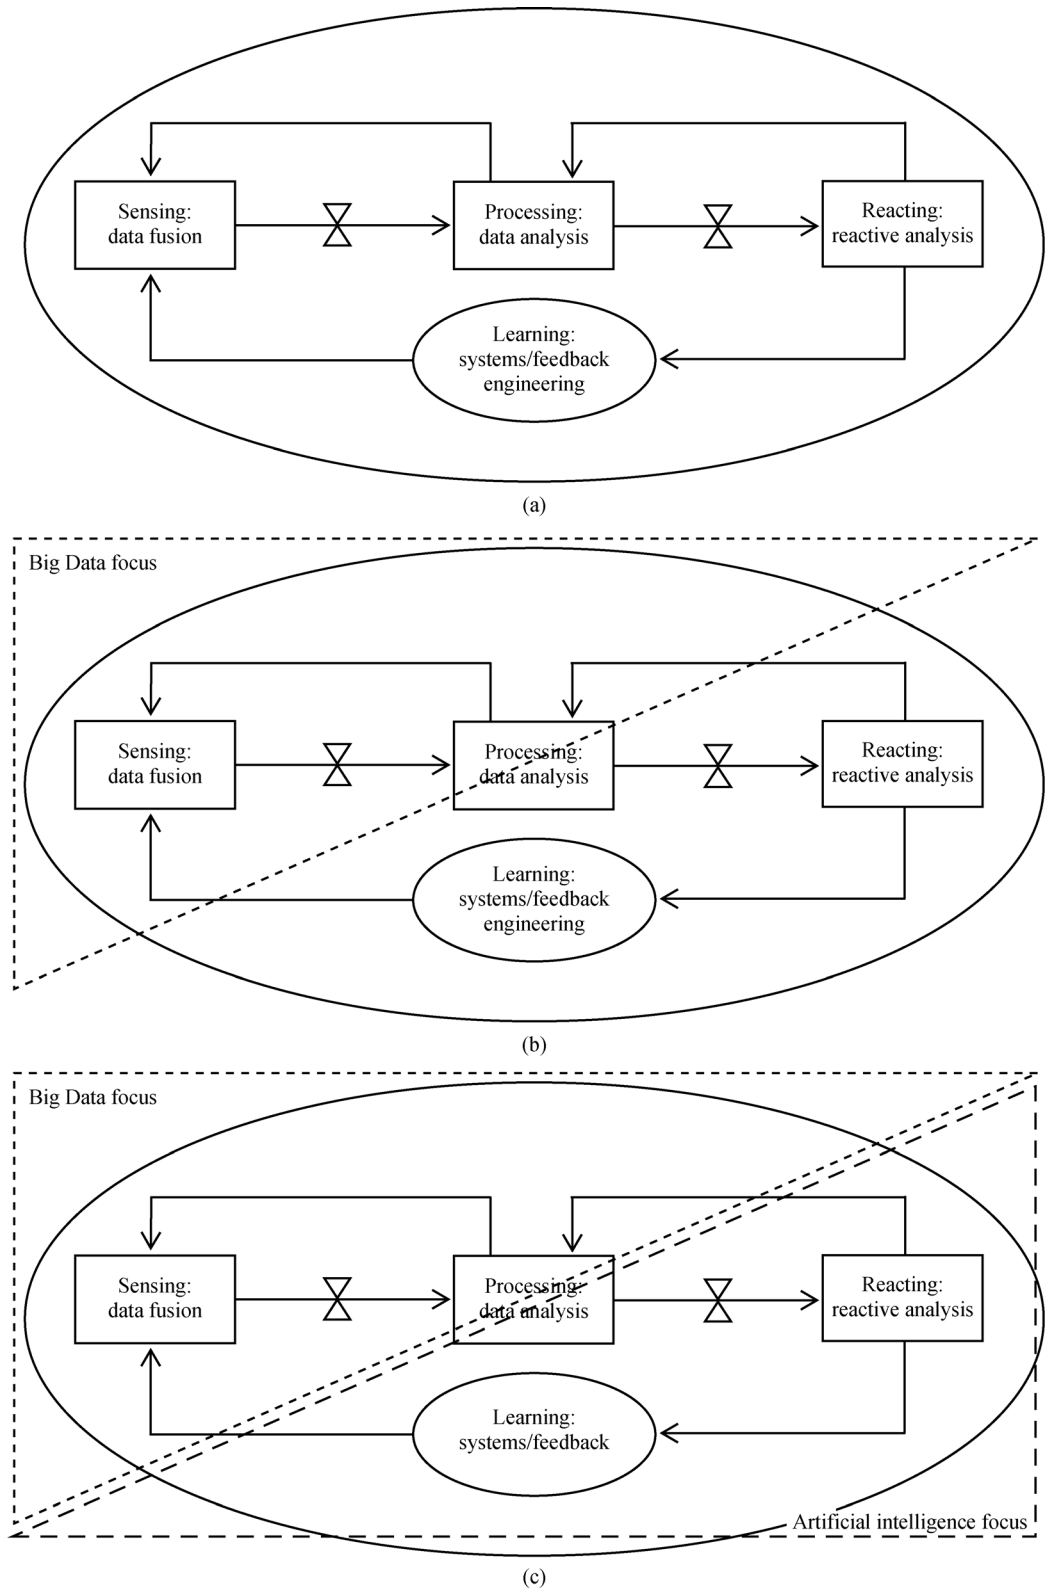 Sensing:
data fusion
Processing:
data analysis
Reacting:
reactive analysis
Learning:
systems/feedback
engineering
(a)
Big Data focus
Sensing:
data fusion
Processing:
data analysis
Reacting:
reactive analysis
Learning:
systems/feedback
engineering
(b)
Big Data focus
Sensing:
data fusion
Processing:
data analysis
Reacting:
reactive analysis
Learning:
systems/feedback
Artificial intelligence focus
(c)